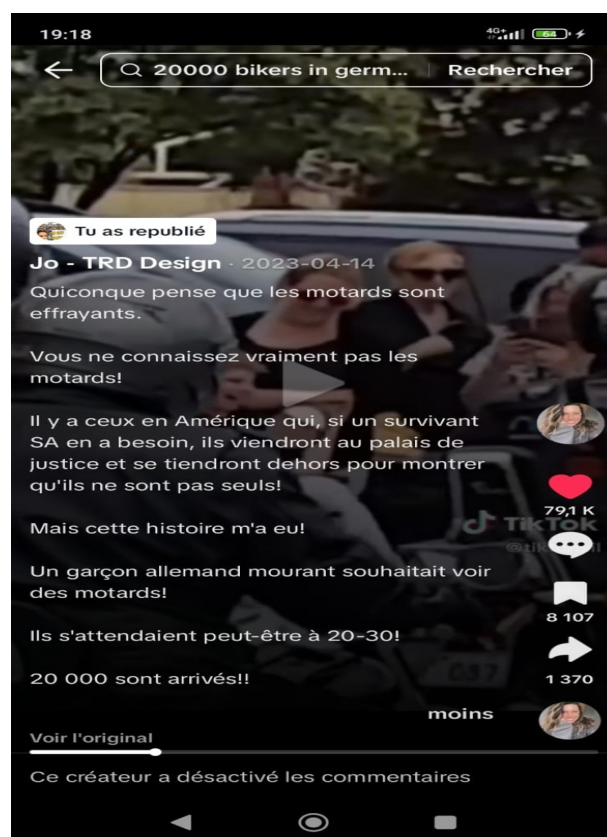 19:18
4G+
64
20000 bikers in germ...
Rechercher
Tu as republié
Jo - TRD Design · 2023-04-14
Quiconque pense que les motards sont
effrayants.
Vous ne connaissez vraiment pas les
motards!
Il y a ceux en Amérique qui, si un survivant
SA en a besoin, ils viendront au palais de
justice et se tiendront dehors pour montrer
qu'ils ne sont pas seuls!
79,1 K
Mais cette histoire m'a eu!
TikTok
Un garçon allemand mourant souhaitait voir
des motards!
8 107
Ils s'attendaient peut-être à 20-30!
20 000 sont arrivés!!
1 370
moins
Voir l'original
Ce créateur a désactivé les commentaires